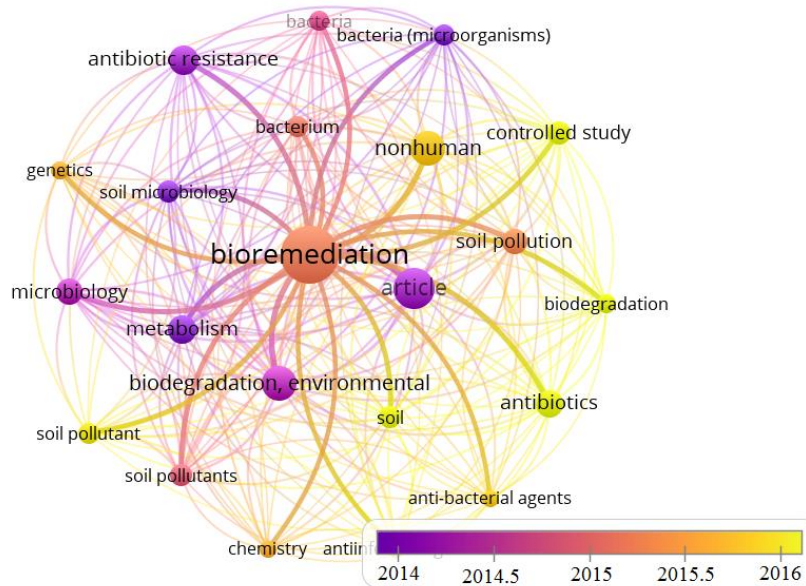 bacteria
bacteria (microorganisms)
antibiotic resistance
bacterium
controlled study
nonhuman
genetics
soil microbiology
soil pollution
bioremediation
article
microbiology
biodegradation
metabolism
biodegradation, environmental
antibiotics
soil
soil pollutant
soil pollutants
anti-bacterial agents
chemistry
2014 2014.5 2015 2015.5 2016